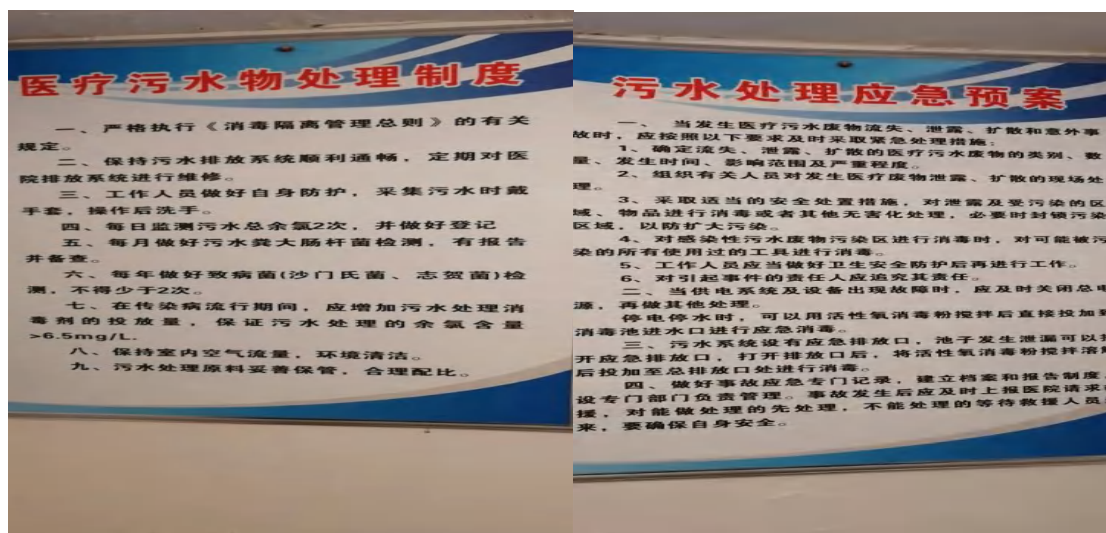 医疗污水物处理制度
一、严格执行《消毒隔离管理总则》的有关
规定。
二、保持污水排放系统顺利通畅，定期对医
院排放系统进行维修。
三、工作人员做好自身防护，采集污水时戴
手套，操作后洗手。
四、每日监测污水总余氯2次，并做好登记
五、每月做好污水粪大肠杆菌检测，有报告
并备查。
六、每年做好致病菌(沙门氏菌、志贺菌)检
测，不得少于2次。
七、在传染病流行期间，应增加污水处理消
毒剂的投放量，保证污水处理的余氯含量
>6.5mg/L.
八、保持室内空气流量，环境清洁。
九、污水处理原料妥善保管，合理配比。
污水处理应急预案
一、当发生医疗污水废物流失、泄露、扩散和意外事
故时，应按照以下要求及时采取紧急处理措施：
1、确定流失、泄露、扩散的医疗污水废物的类别、数
量、发生时间、影响范围及严重程度。
2、组织有关人员对发生医疗废物泄露、扩散的现场处
理。
3、采取适当的安全处置措施，对泄露及受污染的区
域、物品进行消毒或者其他无害化处理，必要时封锁污染
区域，以防扩大污染。
4、对感染性污水废物污染区进行消毒时，对可能被污
染的所有使用过的工具进行消毒。
5、工作人员应当做好卫生安全防护后再进行工作。
6、对引起事件的责任人应追究其责任。
二、当供电系统及设备出现故障时，应及时关闭总电
源，再做其他处理。
停电停水时，可以用活性氧消毒粉搅拌后直接投加到
消毒池进水口进行应急消毒。
三、污水系统设有应急排放口，池子发生泄漏可以
开应急排放口，打开排放口后，将活性氧消毒粉搅拌溶解
后投加至总排放口处进行消毒。
四、做好事故应急专门记录，建立档案和报告制度，
设专门部门负责管理。事故发生后应及时上报医院请求
援，对能做处理的先处理，不能处理的等待救援人员
来，要确保自身安全。